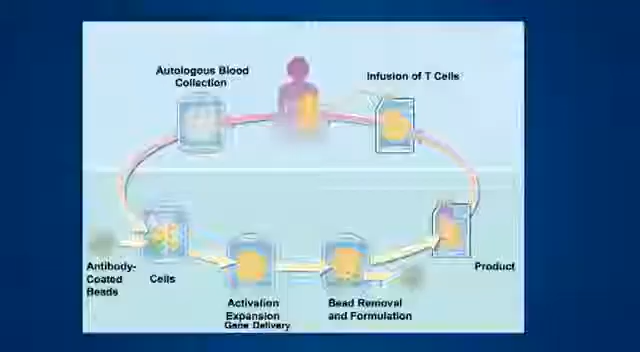 Autologous Blood
Collection
Infusion of T Cells
Antibody-
Coated
Beads
Cells
Activation
Expansion
Gene Delivery
Bead Removal
and Formulation
Product